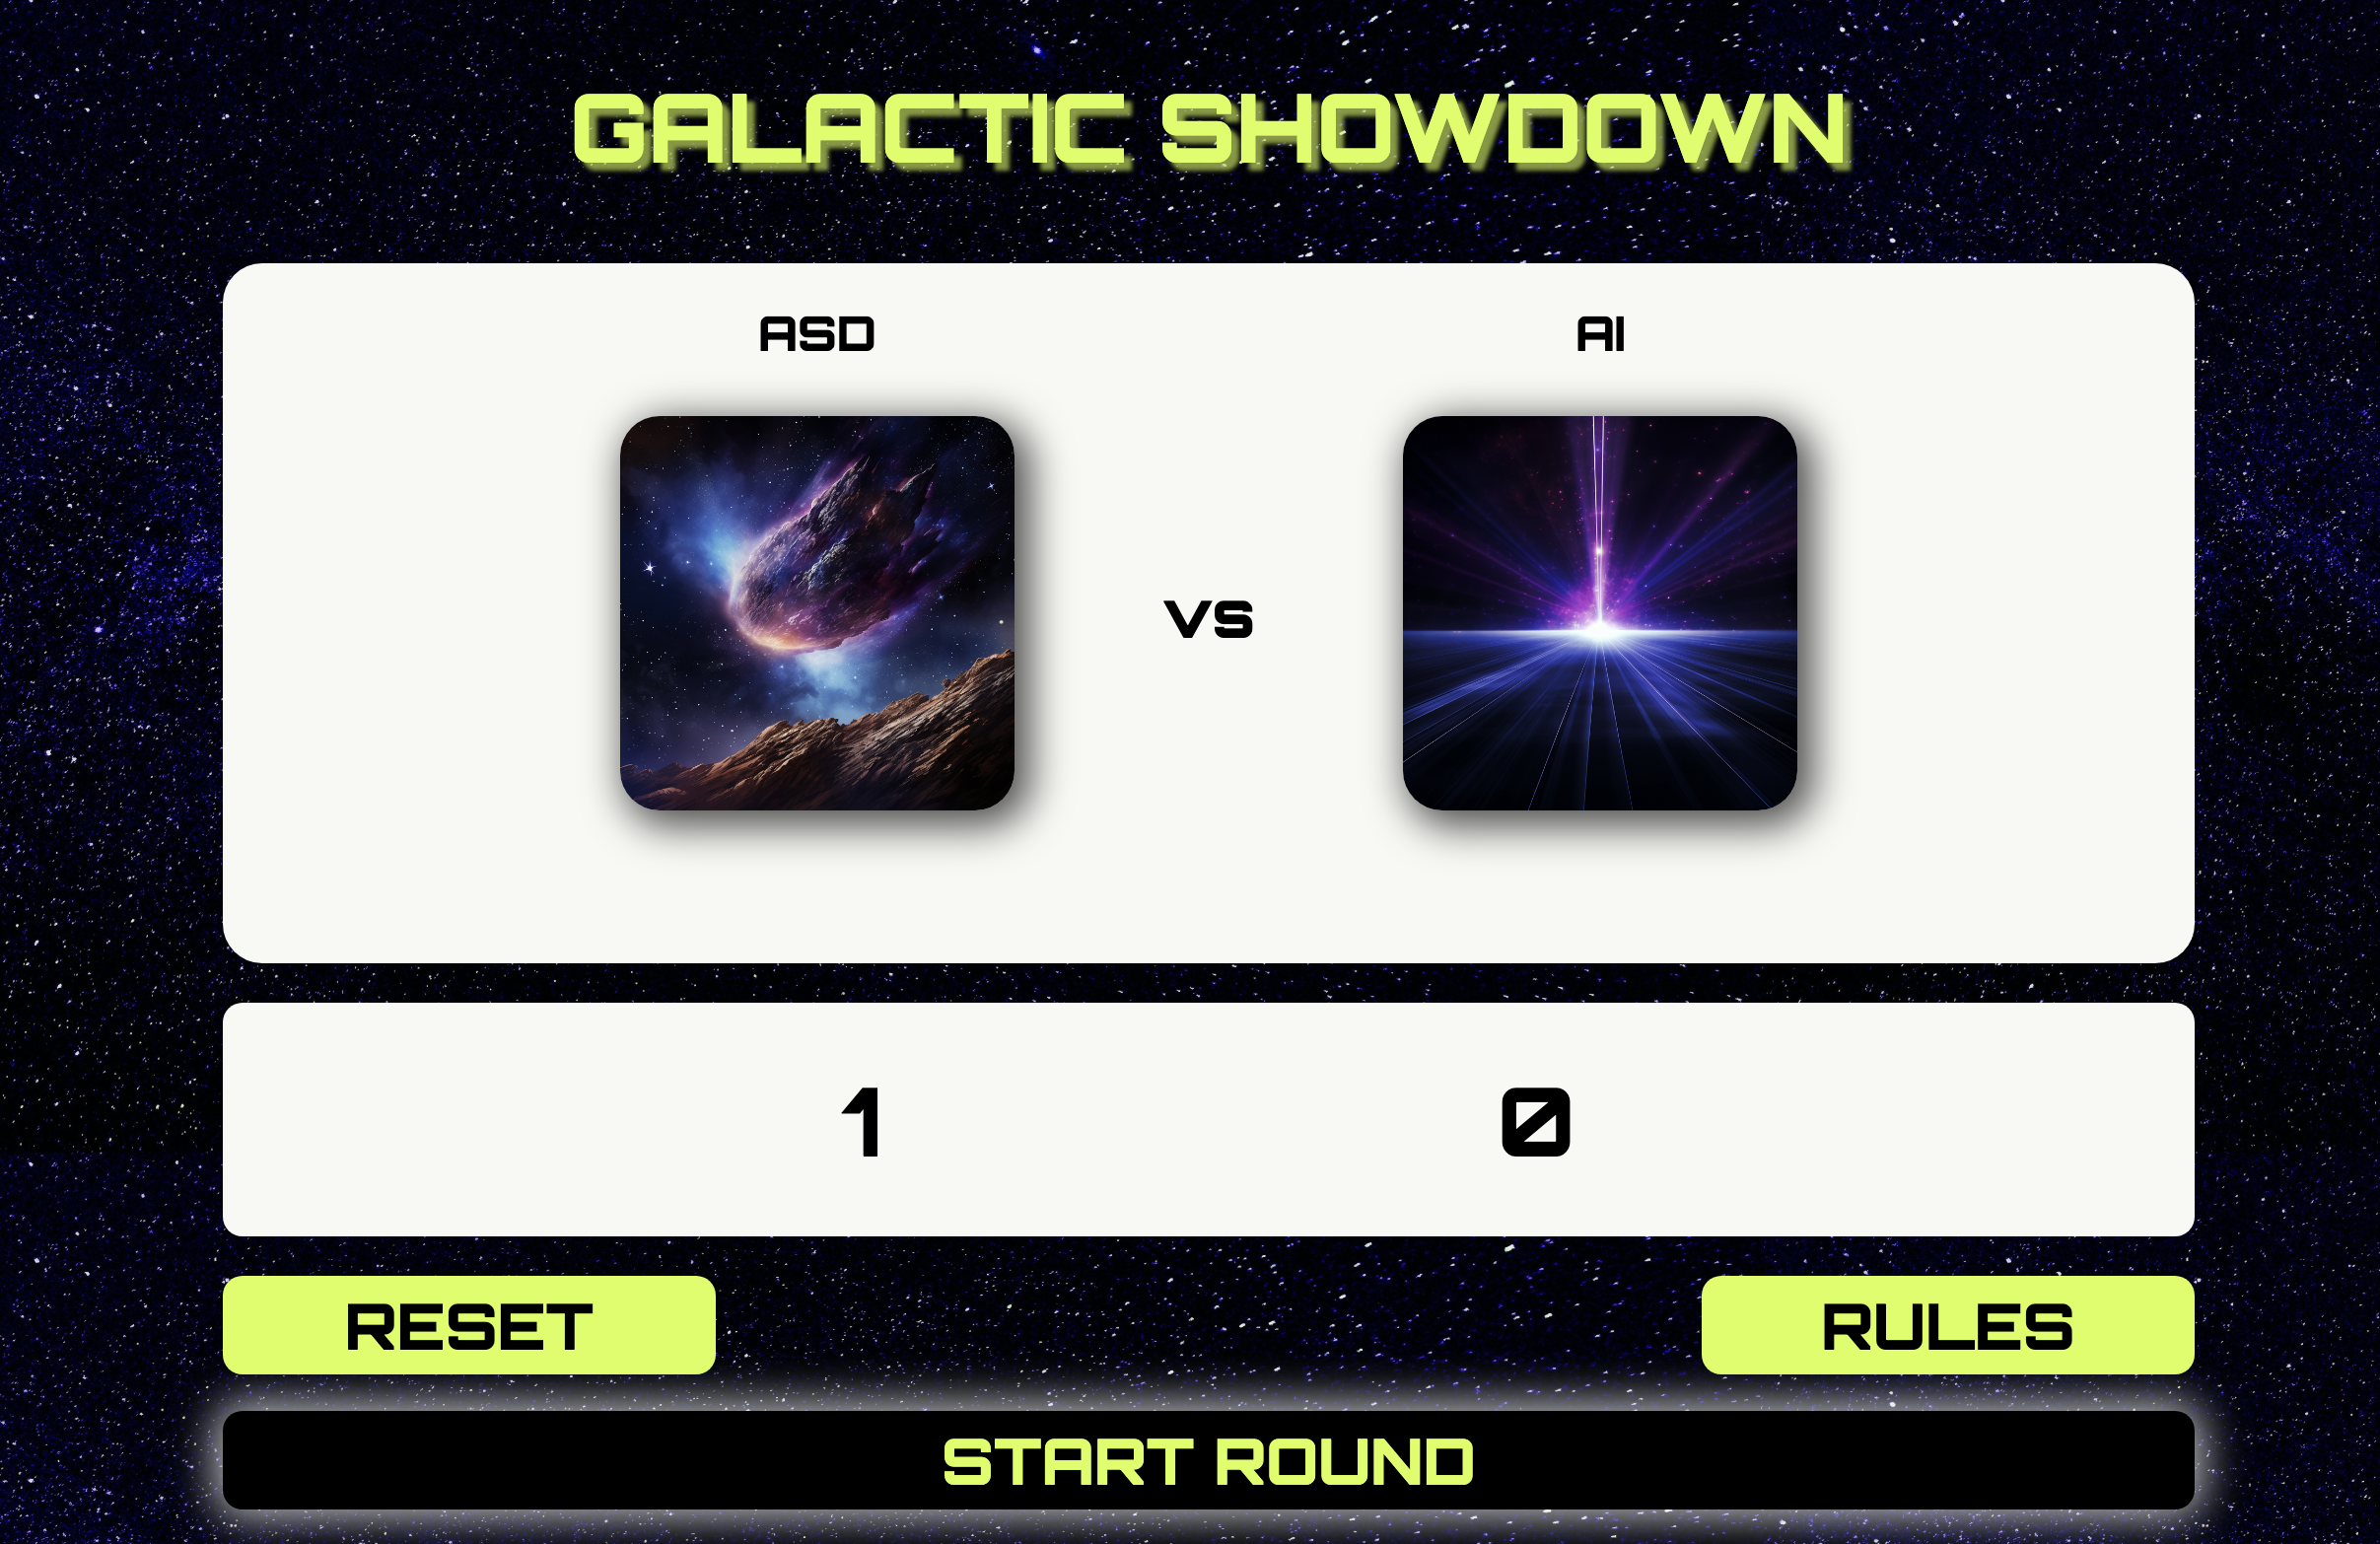 GALACTIC SHOWDOWN
ASD
AI
VS
1
0
RESET
RULES
START ROUND